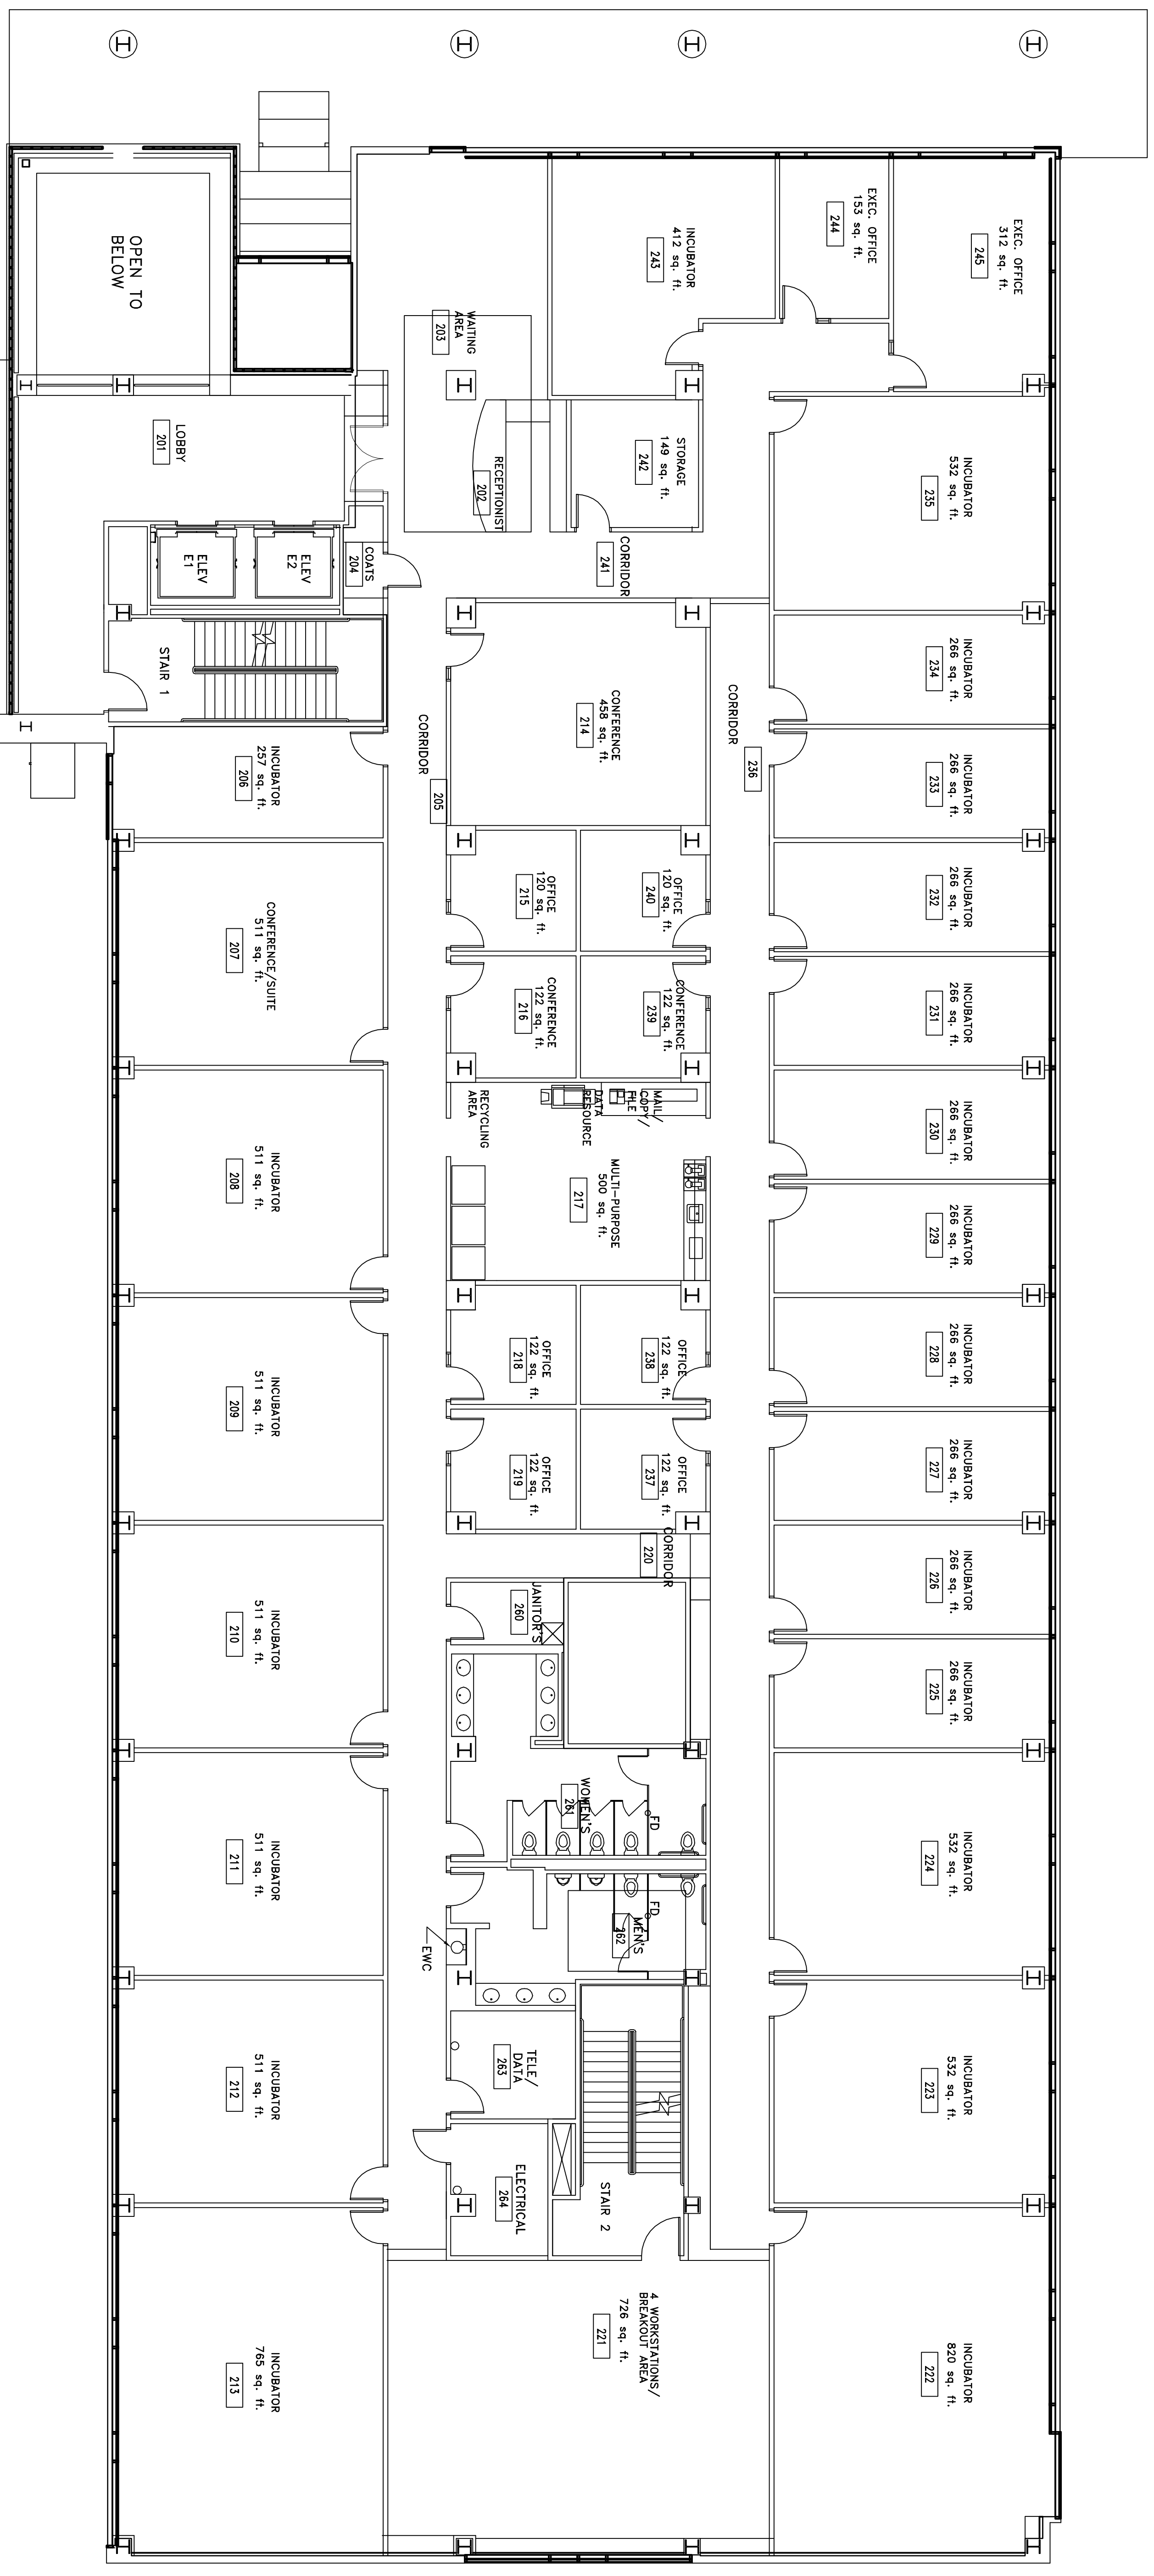 EXEC. OFFICE
312 sq. ft.
245
EXEC. OFFICE
153 sq. ft.
244
INCUBATOR
412 sq. ft.
243
WAITING
AREA
203
OPEN TO
BELOW
INCUBATOR
532 sq. ft.
235
STORAGE
149 sq. ft.
242
RECEPTIONIST
202
LOBBY
201
CORRIDOR
241
COATS
204
ELEV
E2
ELEV
E1
STAIR 1
INCUBATOR
266 sq. ft.
234
CORRIDOR
236
CONFERENCE
458 sq. ft.
214
CORRIDOR
205
INCUBATOR
257 sq. ft.
206
INCUBATOR
266 sq. ft.
233
INCUBATOR
266 sq. ft.
232
OFFICE
120 sq. ft.
240
OFFICE
120 sq. ft.
215
CONFERENCE/SUITE
511 sq. ft.
207
INCUBATOR
266 sq. ft.
231
CONFERENCE
122 sq. ft.
239
CONFERENCE
122 sq. ft.
216
INCUBATOR
266 sq. ft.
230
MAIL/
COPY/
FILE
DATA
RESOURCE
RECYCLING
AREA
MULTI-PURPOSE
500 sq. ft.
217
INCUBATOR
511 sq. ft.
208
INCUBATOR
266 sq. ft.
229
INCUBATOR
266 sq. ft.
228
OFFICE
122 sq. ft.
238
OFFICE
122 sq. ft.
218
INCUBATOR
511 sq. ft.
209
INCUBATOR
266 sq. ft.
227
OFFICE
122 sq. ft.
237
OFFICE
122 sq. ft.
219
INCUBATOR
266 sq. ft.
226
CORRIDOR
220
JANITOR'S
260
INCUBATOR
511 sq. ft.
210
INCUBATOR
266 sq. ft.
225
WOMEN'S
261
FD
INCUBATOR
532 sq. ft.
224
INCUBATOR
511 sq. ft.
211
FD
MEN'S
262
EWC
INCUBATOR
532 sq. ft.
223
TELE/
DATA
263
INCUBATOR
511 sq. ft.
212
STAIR 2
ELECTRICAL
264
INCUBATOR
820 sq. ft.
222
4 WORKSTATIONS/
BREAKOUT AREA
726 sq. ft.
221
INCUBATOR
765 sq. ft.
213